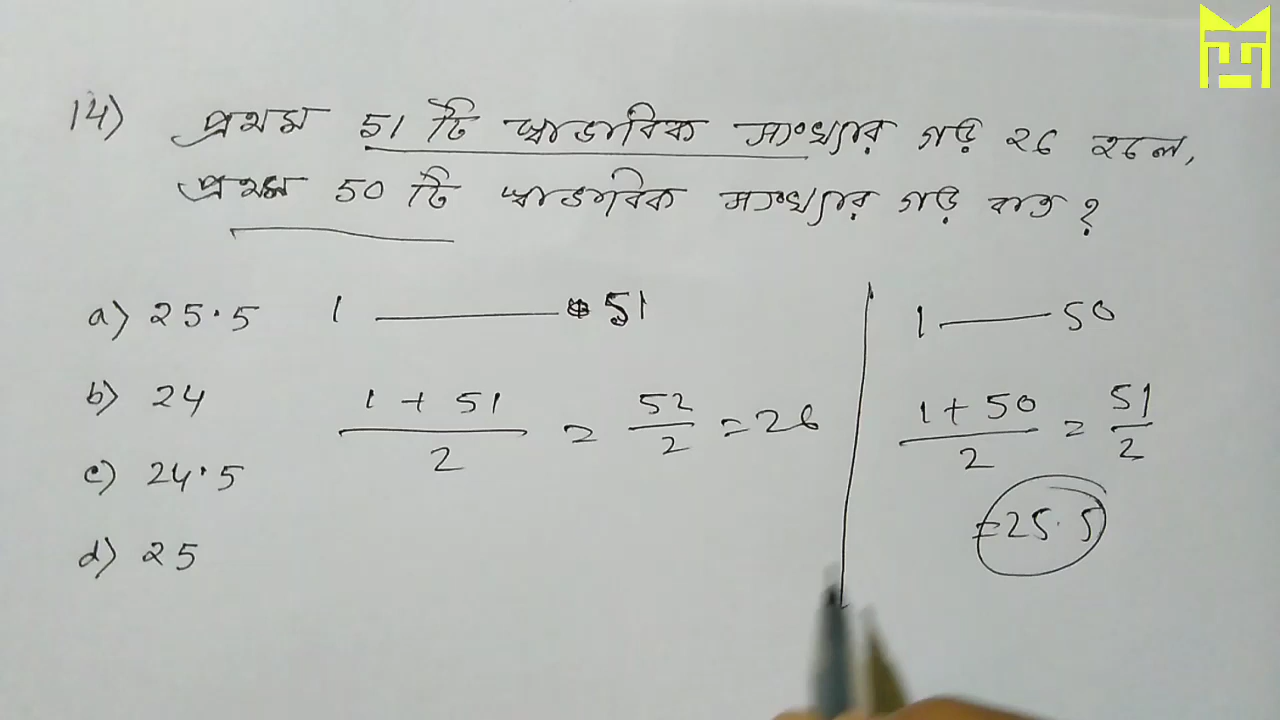 14) প্রথম 51 টি স্বাভাবিক সংখ্যার গড় ২৬ হলে,
প্রথম 50 টি স্বাভাবিক সংখ্যার গড় কত ?
a) 25.5
b) 24
c) 24.5
d) 25
1 — 51
1 + 51 / 2 = 52 / 2 = 26
1 — 50
1 + 50 / 2 = 51 / 2
= 25.5